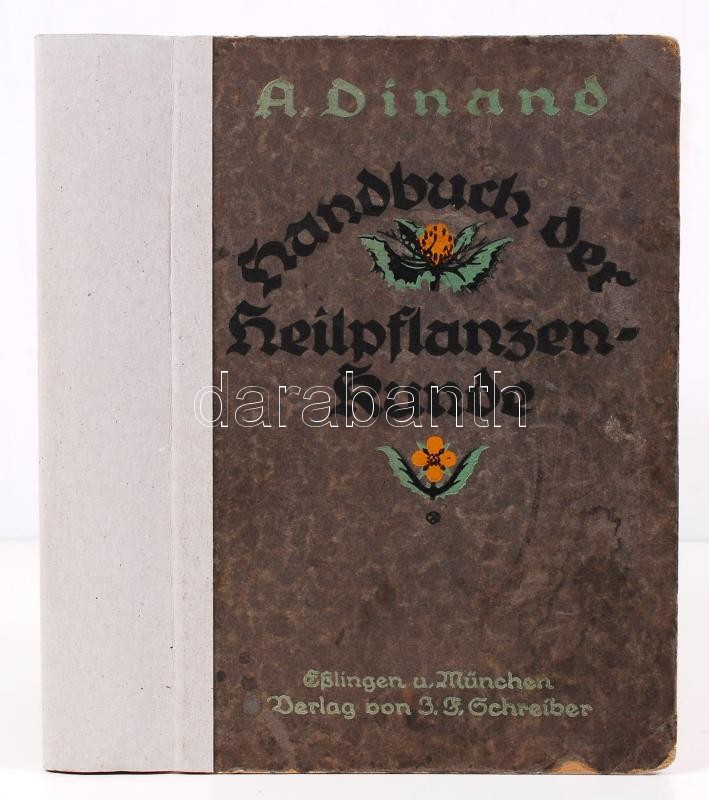 A. Dinand
Handbuch der
Heilpflanzen-
Kunde
darabanth
Eßlingen u. München
Verlag von J. F. Schreiber